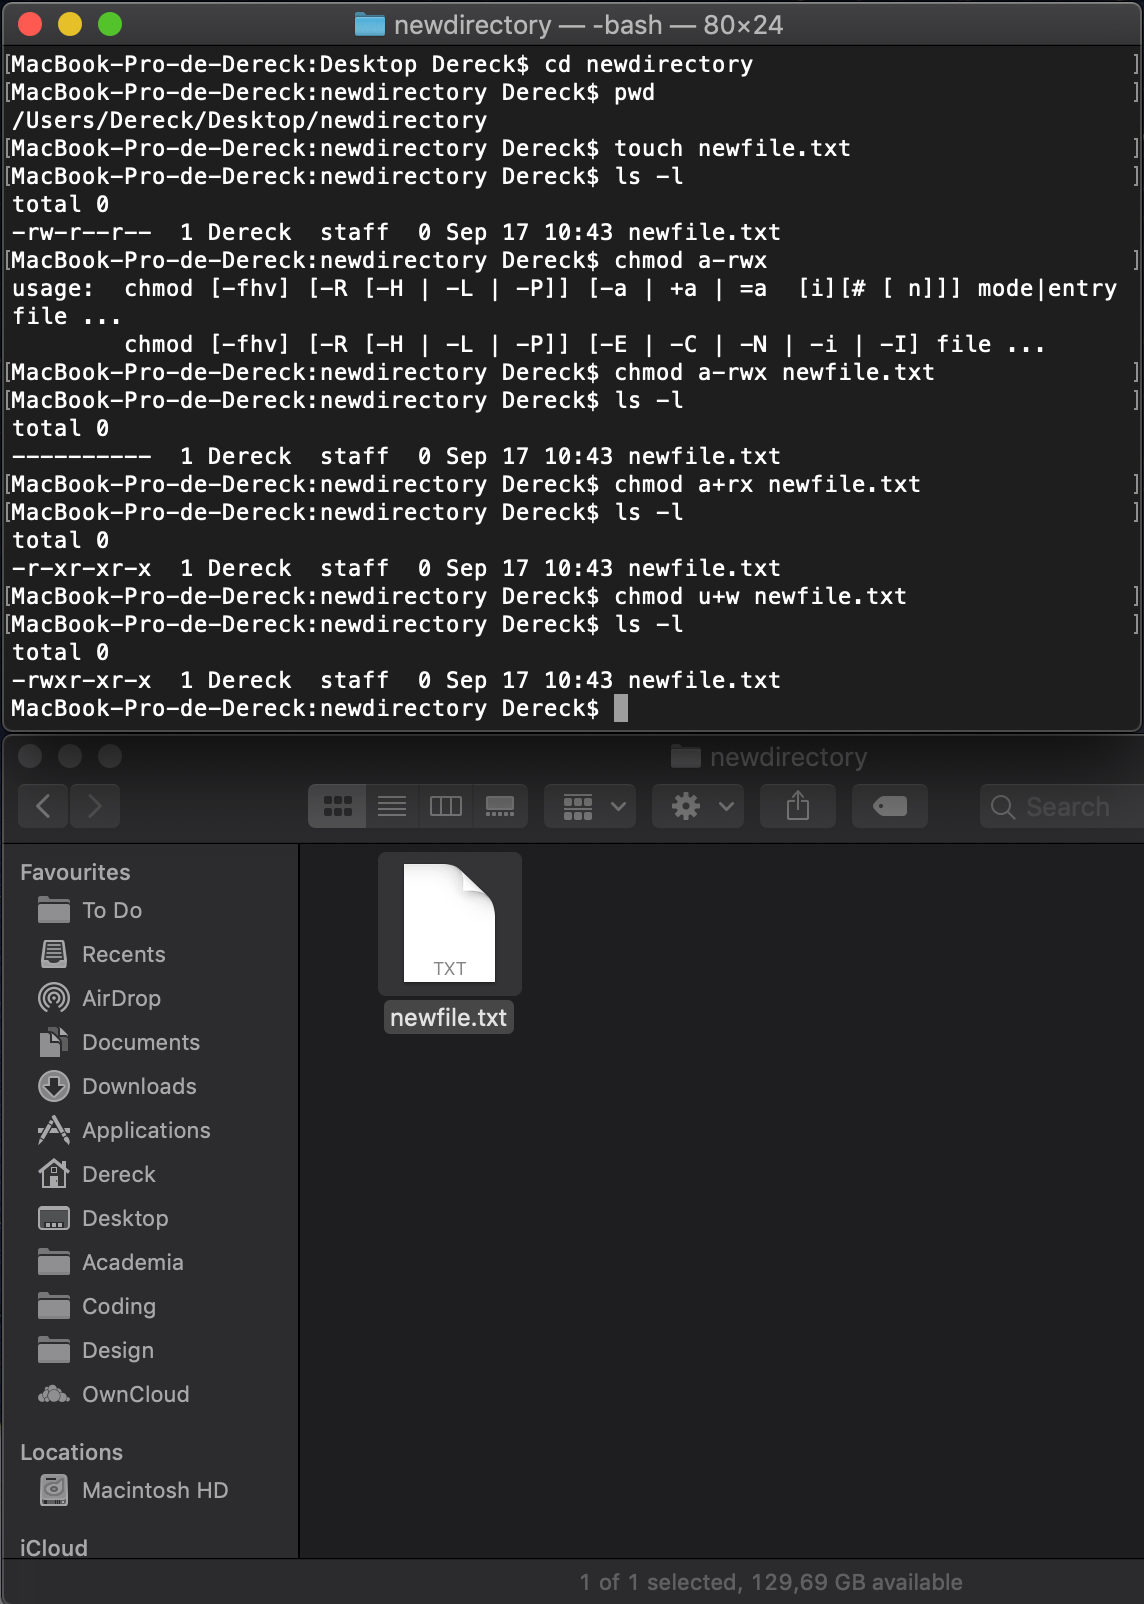 newdirectory — -bash — 80×24
[MacBook-Pro-de-Dereck:Desktop Dereck$ cd newdirectory ]
[MacBook-Pro-de-Dereck:newdirectory Dereck$ pwd ]
/Users/Dereck/Desktop/newdirectory
[MacBook-Pro-de-Dereck:newdirectory Dereck$ touch newfile.txt ]
[MacBook-Pro-de-Dereck:newdirectory Dereck$ ls -l ]
total 0
-rw-r--r--  1 Dereck  staff  0 Sep 17 10:43 newfile.txt
[MacBook-Pro-de-Dereck:newdirectory Dereck$ chmod a-rwx ]
usage:  chmod [-fhv] [-R [-H | -L | -P]] [-a | +a | =a  [i][# [ n]]] mode|entry
file ...
        chmod [-fhv] [-R [-H | -L | -P]] [-E | -C | -N | -i | -I] file ...
[MacBook-Pro-de-Dereck:newdirectory Dereck$ chmod a-rwx newfile.txt ]
[MacBook-Pro-de-Dereck:newdirectory Dereck$ ls -l ]
total 0
----------  1 Dereck  staff  0 Sep 17 10:43 newfile.txt
[MacBook-Pro-de-Dereck:newdirectory Dereck$ chmod a+rx newfile.txt ]
[MacBook-Pro-de-Dereck:newdirectory Dereck$ ls -l ]
total 0
-r-xr-xr-x  1 Dereck  staff  0 Sep 17 10:43 newfile.txt
[MacBook-Pro-de-Dereck:newdirectory Dereck$ chmod u+w newfile.txt ]
[MacBook-Pro-de-Dereck:newdirectory Dereck$ ls -l ]
total 0
-rwxr-xr-x  1 Dereck  staff  0 Sep 17 10:43 newfile.txt
MacBook-Pro-de-Dereck:newdirectory Dereck$
newdirectory
Search
Favourites
To Do
Recents
AirDrop
Documents
Downloads
Applications
Dereck
Desktop
Academia
Coding
Design
OwnCloud
Locations
Macintosh HD
iCloud
TXT
newfile.txt
1 of 1 selected, 129,69 GB available